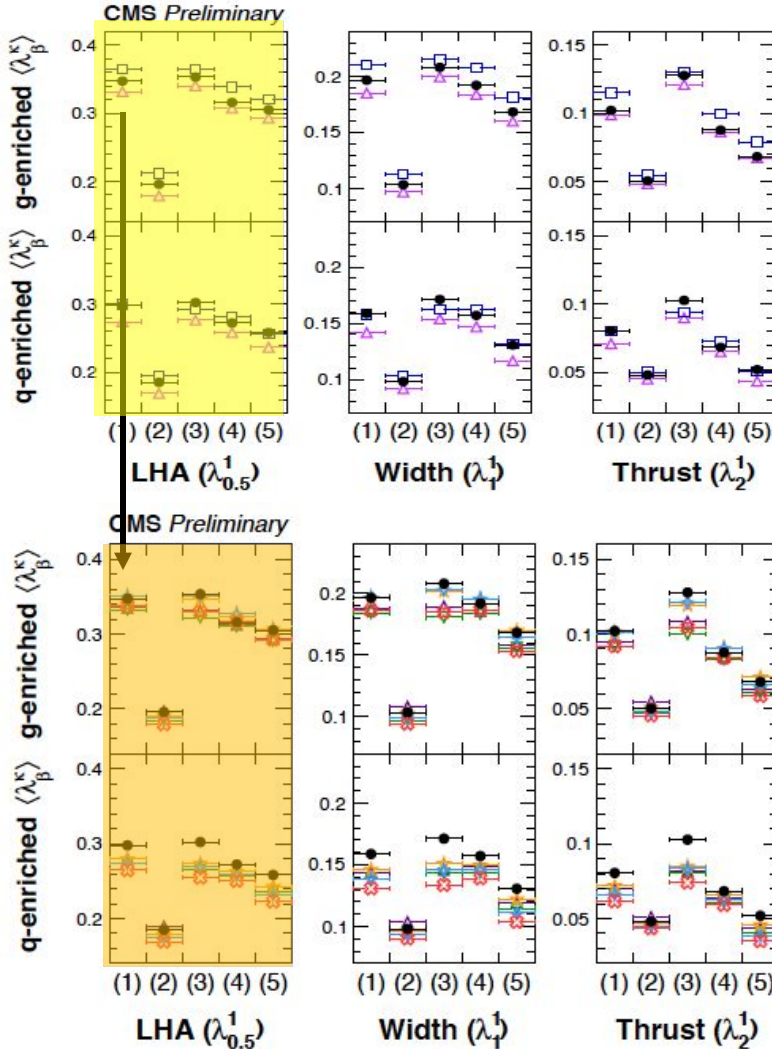 CMS Preliminary
g-enriched ⟨λ^κ_β⟩
0.4
0.3
0.2
0.2
0.15
0.1
0.15
0.1
0.05
q-enriched ⟨λ^κ_β⟩
0.4
0.3
0.2
0.2
0.15
0.1
0.15
0.1
0.05
(1) (2) (3) (4) (5)
(1) (2) (3) (4) (5)
(1) (2) (3) (4) (5)
LHA (λ^1_0.5)
Width (λ^1_1)
Thrust (λ^1_2)
CMS Preliminary
g-enriched ⟨λ^κ_β⟩
0.4
0.3
0.2
0.2
0.15
0.1
0.15
0.1
0.05
q-enriched ⟨λ^κ_β⟩
0.4
0.3
0.2
0.2
0.15
0.1
0.15
0.1
0.05
(1) (2) (3) (4) (5)
(1) (2) (3) (4) (5)
(1) (2) (3) (4) (5)
LHA (λ^1_0.5)
Width (λ^1_1)
Thrust (λ^1_2)